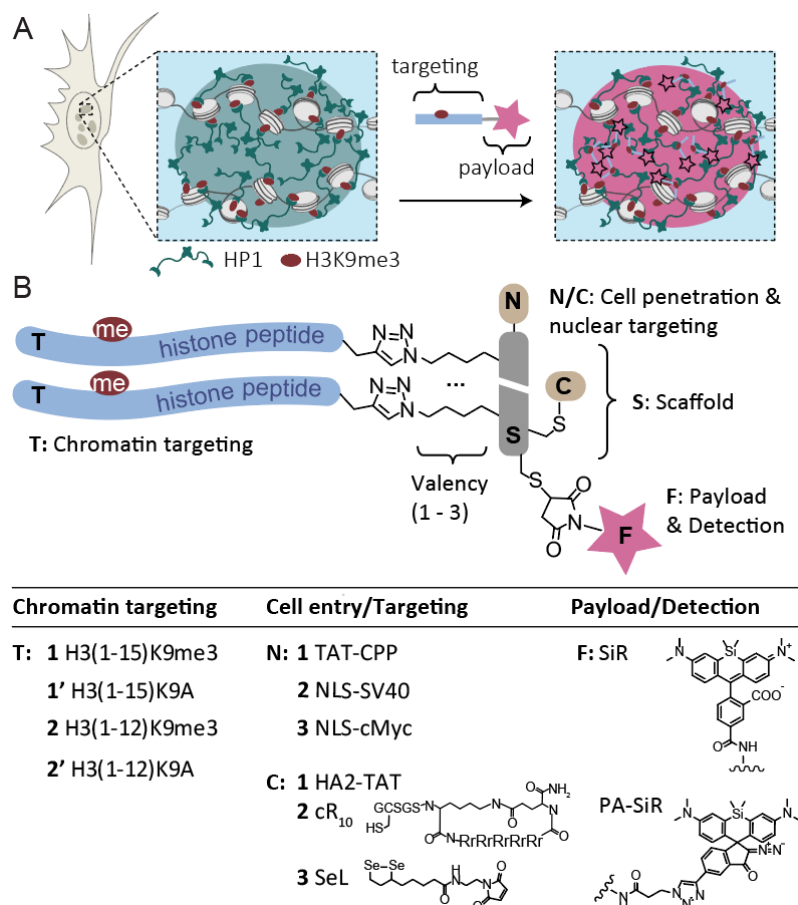 A
targeting
payload
HP1
H3K9me3
B
T
me
histone peptide
T
me
histone peptide
N
N
N
N
N
N
...
N
C
S
S
S
O
N
O
F
N/C: Cell penetration &
nuclear targeting
S: Scaffold
T: Chromatin targeting
Valency
(1 - 3)
F: Payload
& Detection
Chromatin targeting
Cell entry/Targeting
Payload/Detection
T: 1 H3(1-15)K9me3
1' H3(1-15)K9A
2 H3(1-12)K9me3
2' H3(1-12)K9A
N: 1 TAT-CPP
2 NLS-SV40
3 NLS-cMyc
C: 1 HA2-TAT
2 cR10
GCSGS-N
HS
H
O
N
H
O
NH2
N
H
O
RrRrRrRrRr
O
3 SeL
Se-Se
O
H
N
O
N
O
F: SiR
N
Si
N+
COO-
O
NH
PA-SiR
N
Si
N
N=N-
+
O
N
H
O
N
N=N